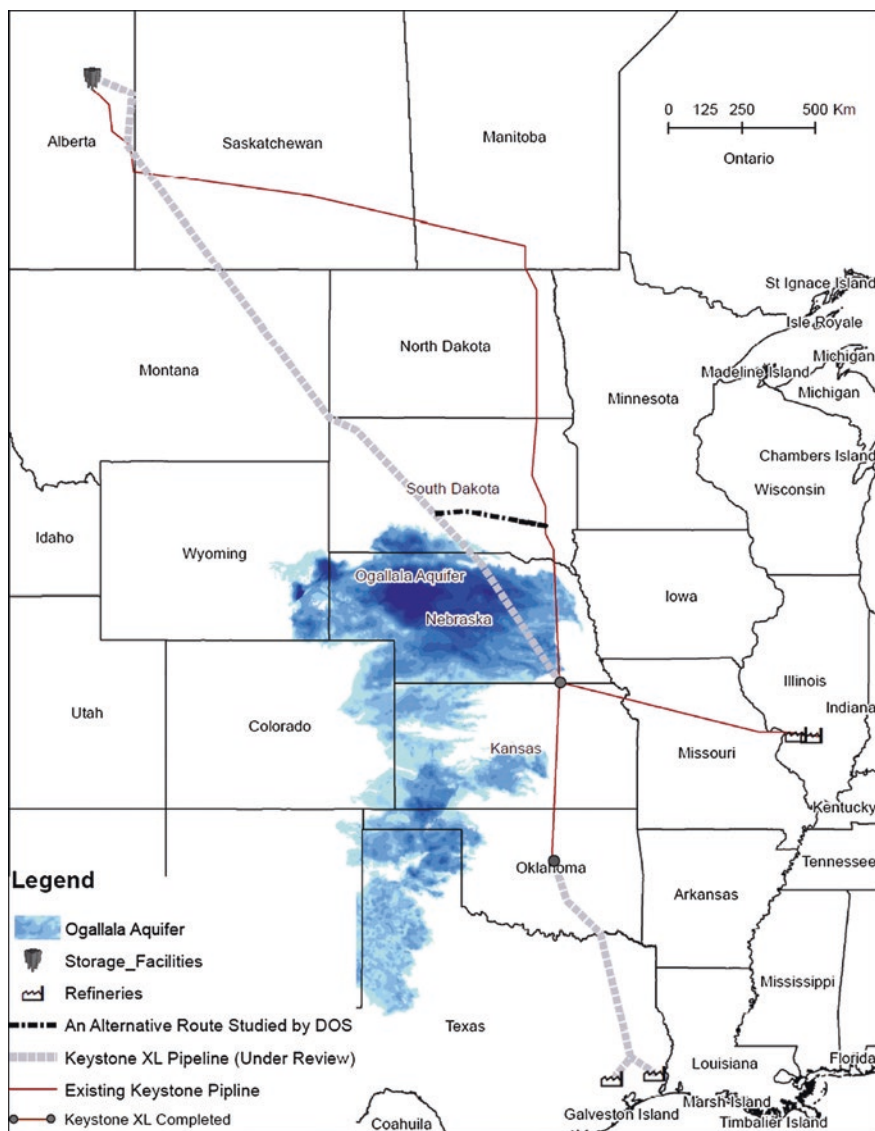 0 125 250 500 Km
Alberta
Saskatchewan
Manitoba
Ontario
St Ignace Island
Isle Royale
North Dakota
Montana
Madeline Island
Michigan
Michigan
Minnesota
Chambers Island
South Dakota
Wisconsin
Idaho
Wyoming
Ogallala Aquifer
Iowa
Nebraska
Illinois
Indiana
Utah
Colorado
Kansas
Missouri
Kentucky
Oklahoma
Tennessee
Arkansas
Legend
Ogallala Aquifer
Storage_Facilities
Refineries
An Alternative Route Studied by DOS
Keystone XL Pipeline (Under Review)
Existing Keystone Pipline
Keystone XL Completed
Mississippi
Texas
Louisiana
Florida
Marsh Island
Galveston Island
Timbalier Island
Coahuila